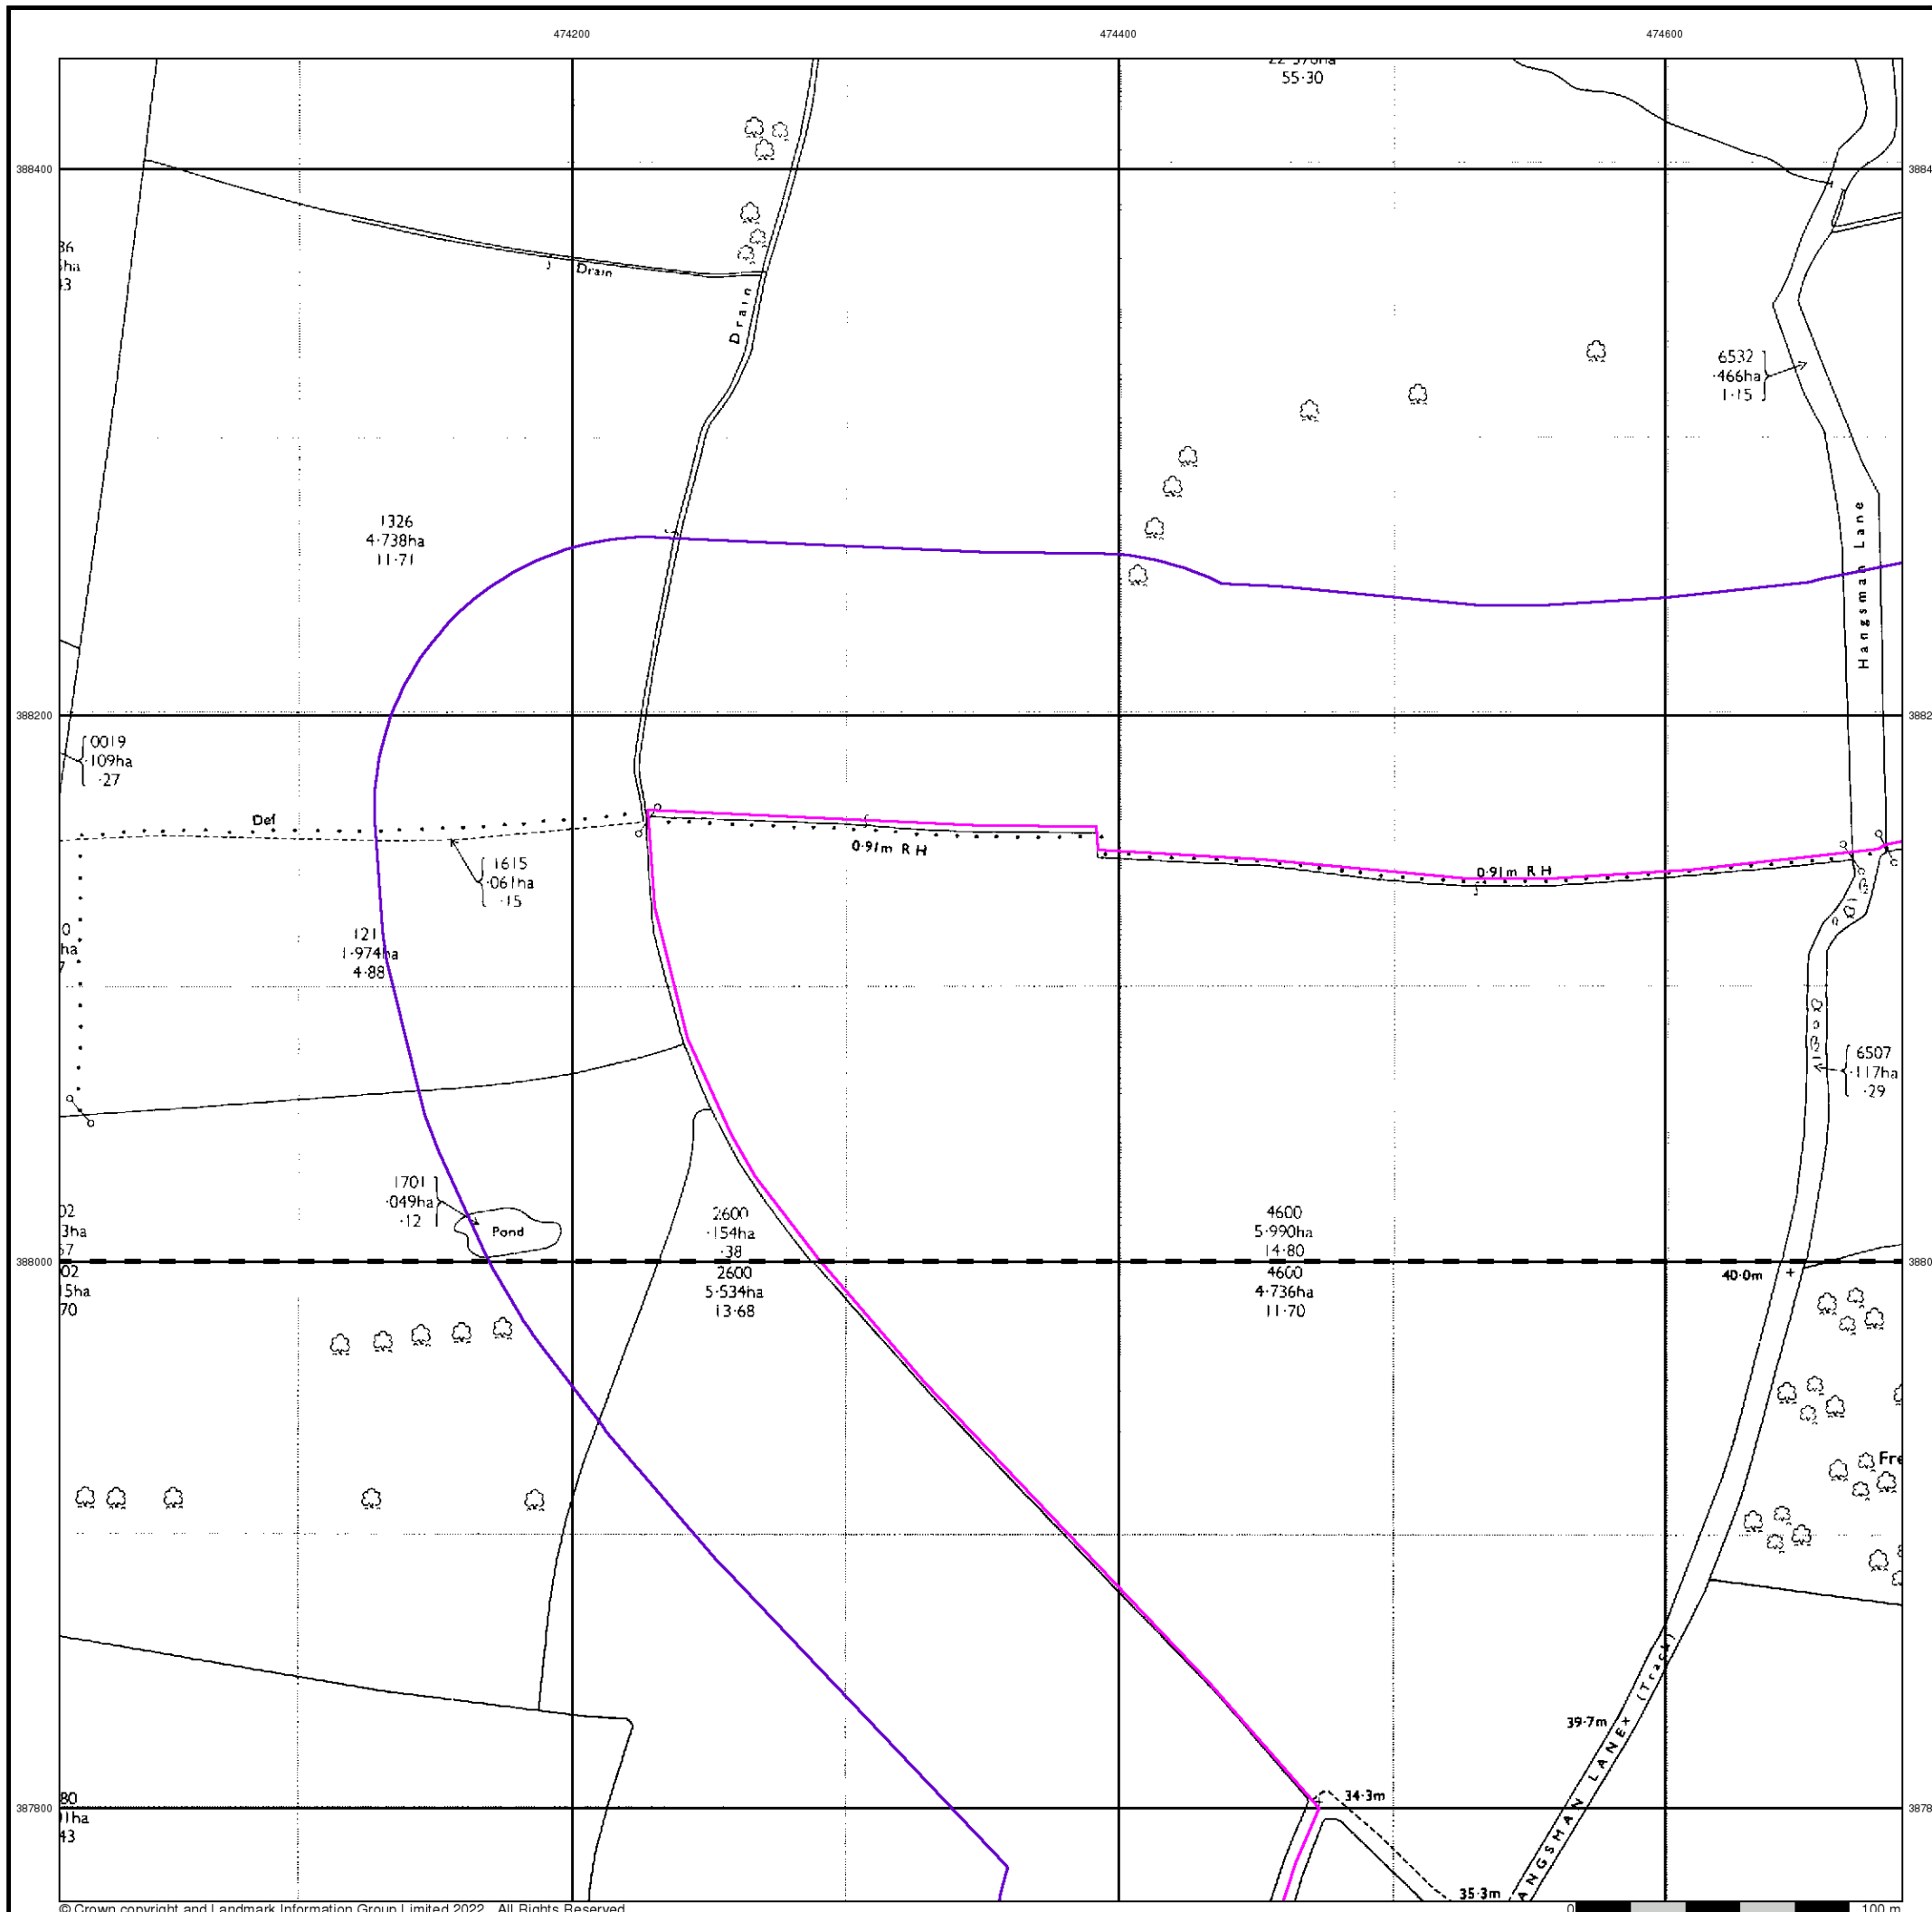 474200
474400
474600
55·30
388400
Drain
Drain
6532
·466ha
1·15
1326
4·738ha
11·71
Hangsman Lane
388200
0019
·109ha
·27
Def
0·91m R H
0·91m R H
1615
·061ha
·15
121
1·974ha
4·88
6507
·117ha
·29
1701
·049ha
·12
Pond
2600
·154ha
·38
4600
5·990ha
14·80
388000
2600
5·534ha
13·68
4600
4·736ha
11·70
40·0m
(Track)
39·7m
ANGSMAN LANE
387800
34·3m
35·3m
© Crown copyright and Landmark Information Group Limited 2022. All Rights Reserved.
0
100 m